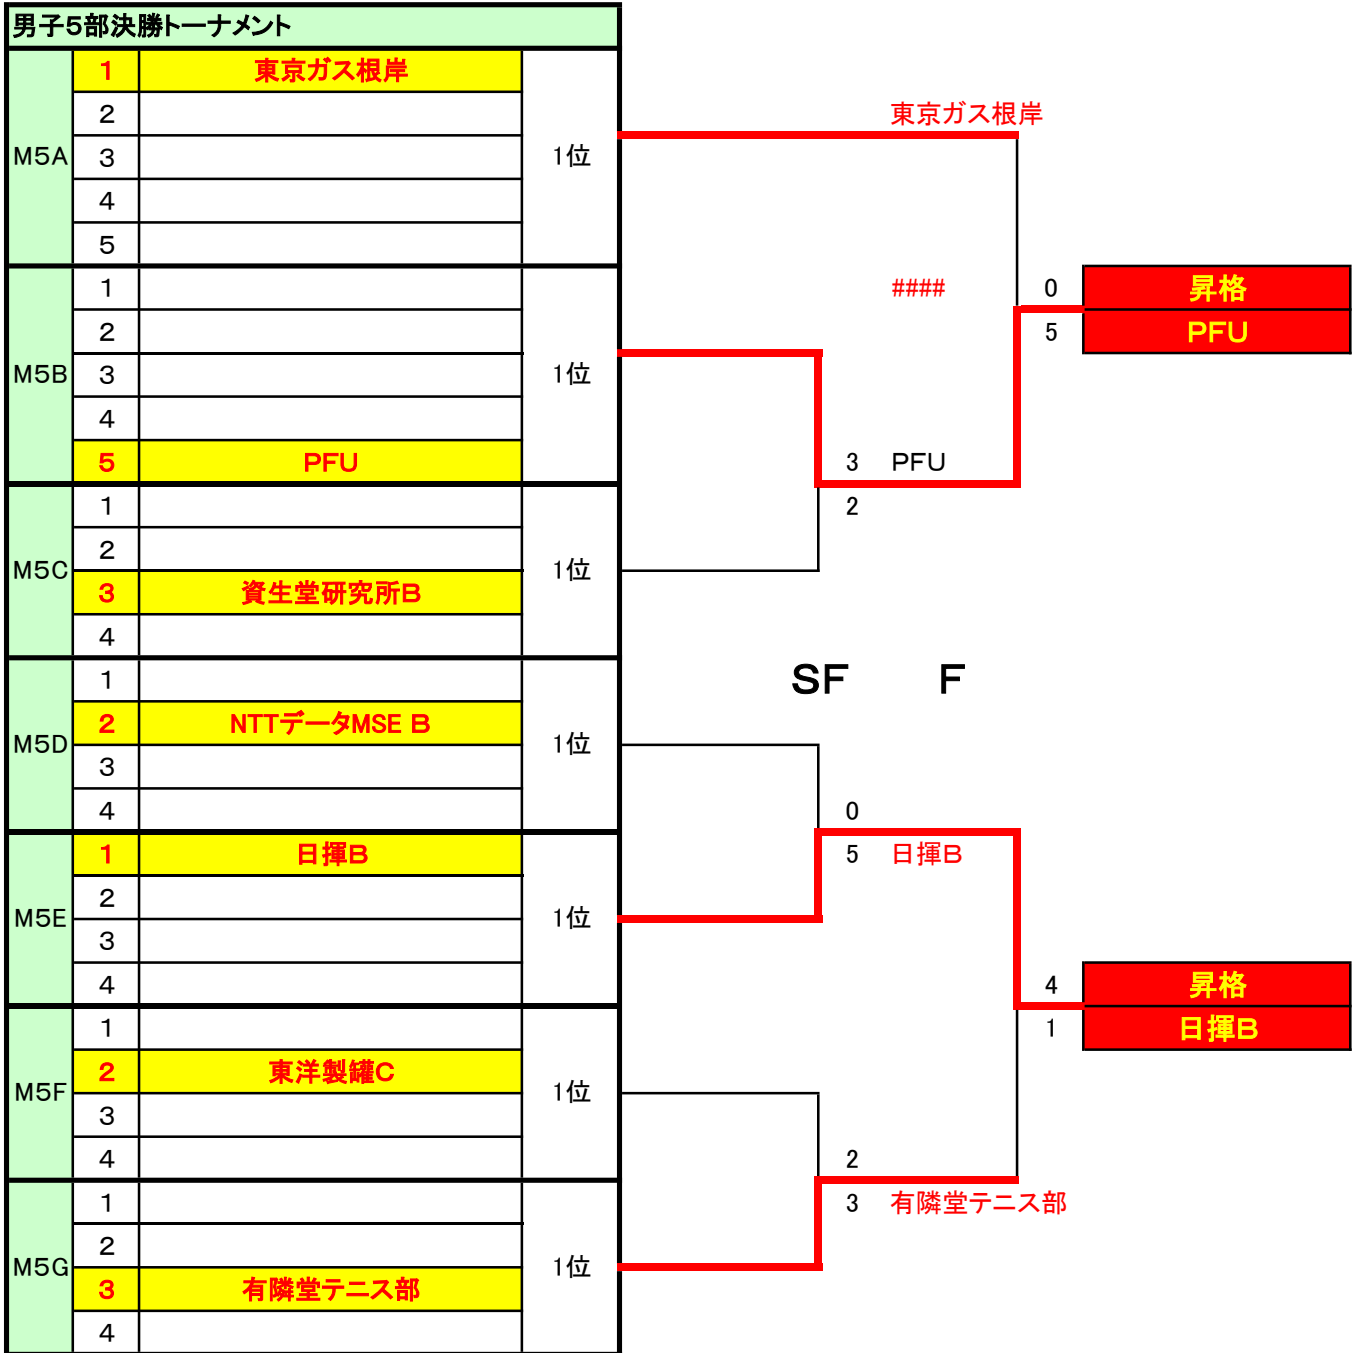 男子5部決勝トーナメント
M5A
1 東京ガス根岸
2
3
4
5
1位
東京ガス根岸
M5B
1
2
3
4
5 PFU
1位
####
0 昇格
5 PFU
3 PFU
2
M5C
1
2
3 資生堂研究所B
4
1位
SF F
M5D
1
2 NTTデータMSE B
3
4
1位
0
5 日揮B
M5E
1 日揮B
2
3
4
1位
4 昇格
1 日揮B
M5F
1
2 東洋製罐C
3
4
1位
2
3 有隣堂テニス部
M5G
1
2
3 有隣堂テニス部
4
1位